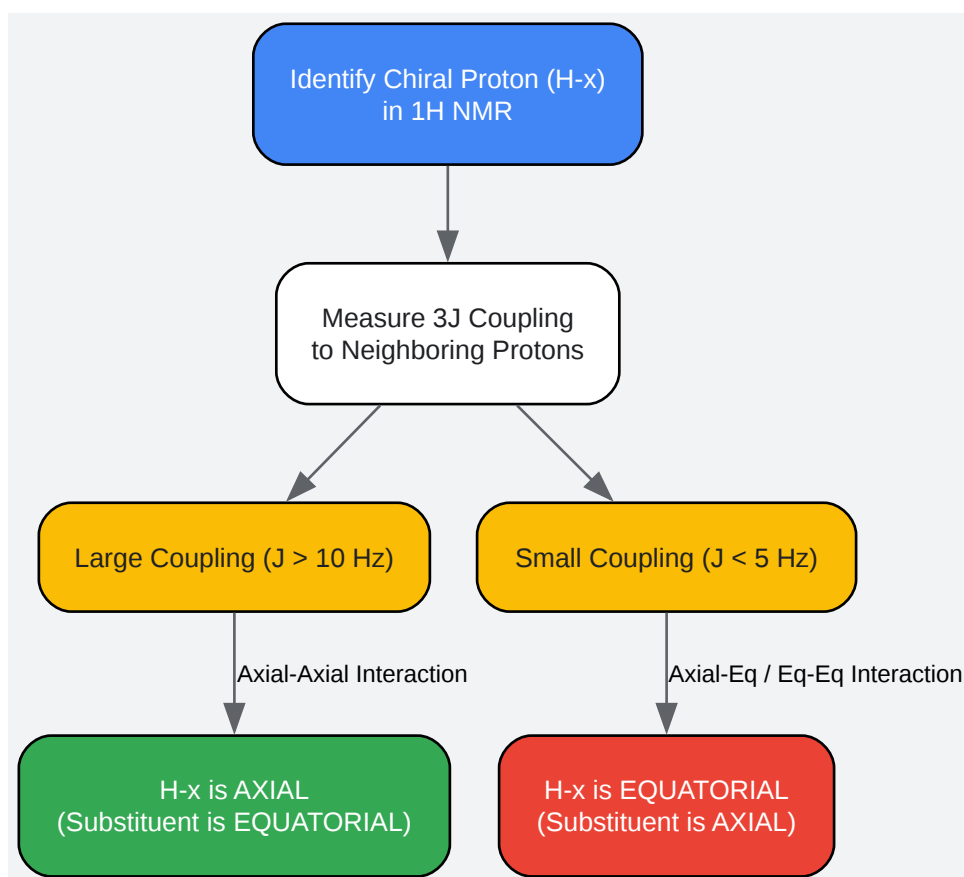 Identify Chiral Proton (H-x)
in 1H NMR
Measure 3J Coupling
to Neighboring Protons
Large Coupling (J > 10 Hz)
Small Coupling (J < 5 Hz)
Axial-Axial Interaction
Axial-Eq / Eq-Eq Interaction
H-x is AXIAL
(Substituent is EQUATORIAL)
H-x is EQUATORIAL
(Substituent is AXIAL)